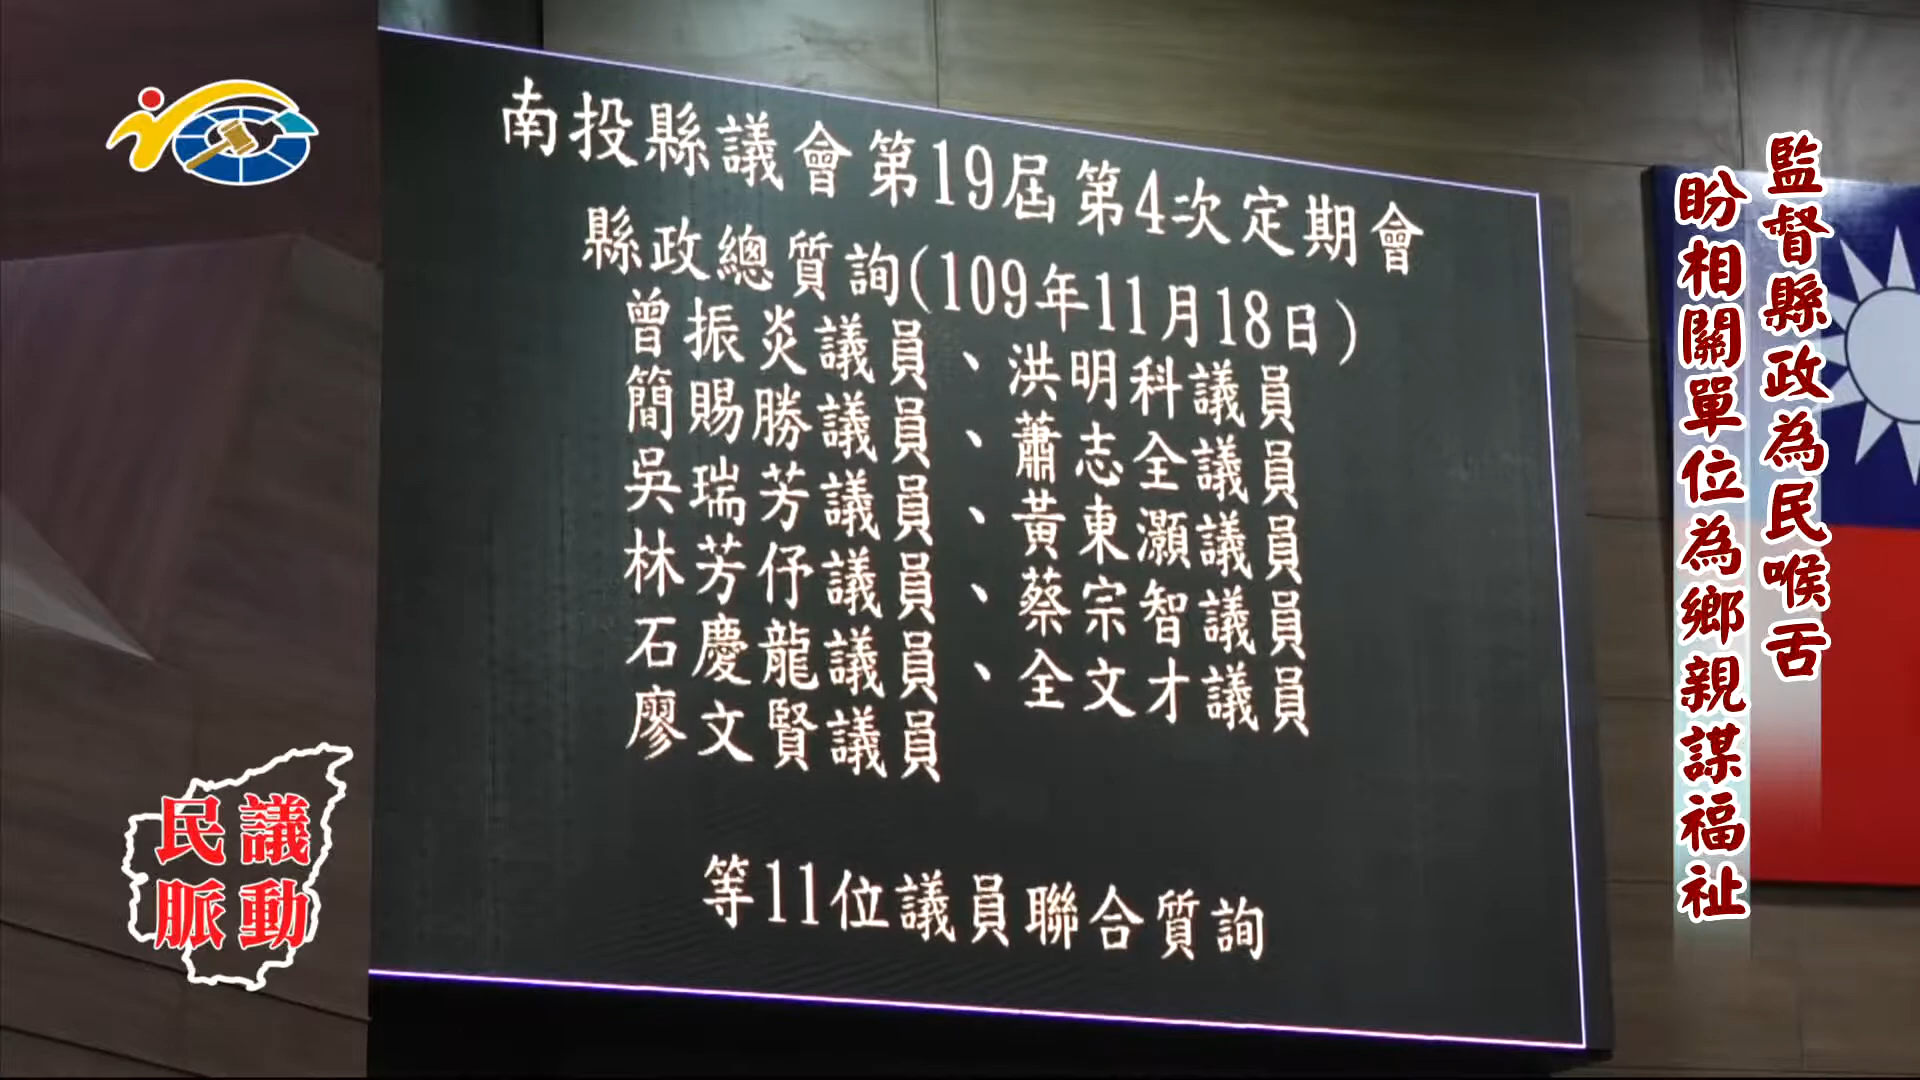 南投縣議會第19屆第4次定期會
縣政總質詢(109年11月18日)
曾振炎議員、洪明科議員
簡賜勝議員、蕭志全議員
吳瑞芳議員、黃東灝議員
林芳伃議員、蔡宗智議員
石慶龍議員、全文才議員
廖文賢議員
等11位議員聯合質詢
監督縣政為民喉舌
盼相關單位為鄉親謀福祉
民議
脈動